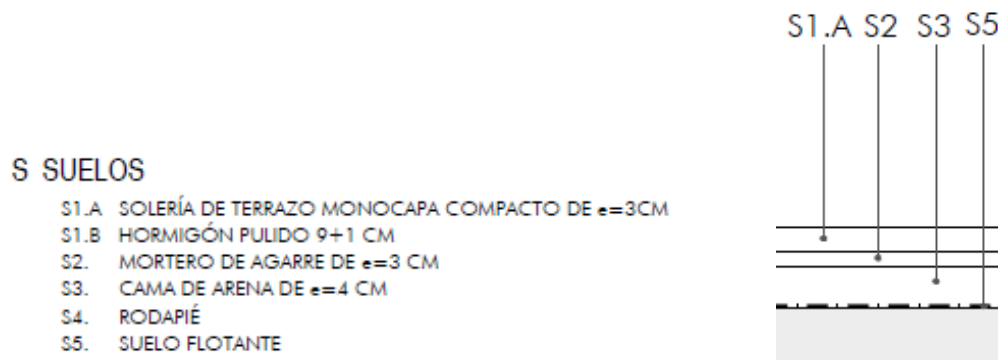 S1.A S2 S3 S5
S SUELOS
S1.A SOLERÍA DE TERRAZO MONOCAPA COMPACTO DE e=3CM
S1.B HORMIGÓN PULIDO 9+1 CM
S2. MORTERO DE AGARRE DE e=3 CM
S3. CAMA DE ARENA DE e=4 CM
S4. RODAPIÉ
S5. SUELO FLOTANTE